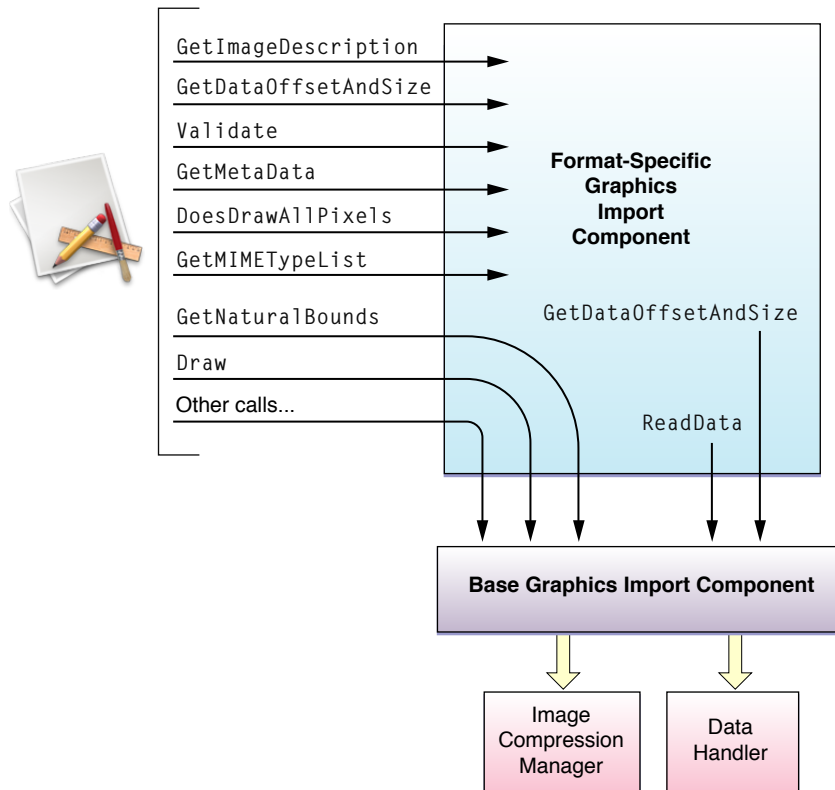 GetImageDescription
GetDataOffsetAndSize
Validate
GetMetaData
DoesDrawAllPixels
GetMIMETypeList
GetNaturalBounds
Draw
Other calls...
Format-Specific
Graphics
Import
Component
GetDataOffsetAndSize
ReadData
Base Graphics Import Component
Image
Compression
Manager
Data
Handler